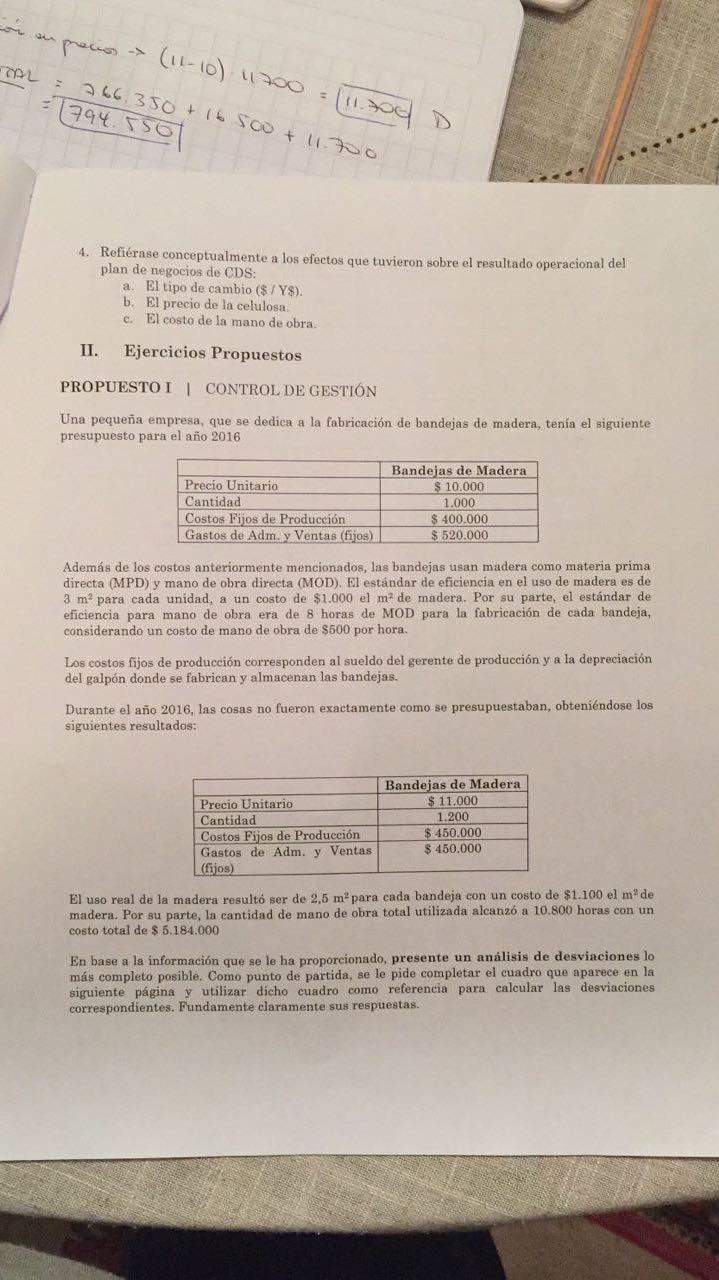 en precios -> (11-10) · 11700 = 11.700 D
= 766.350 + 16 500 + 11.700
= 794.550
4. Refiérase conceptualmente a los efectos que tuvieron sobre el resultado operacional del
plan de negocios de CDS:
a. El tipo de cambio ($ / Y$).
b. El precio de la celulosa.
c. El costo de la mano de obra.
II. Ejercicios Propuestos
PROPUESTO I | CONTROL DE GESTIÓN
Una pequeña empresa, que se dedica a la fabricación de bandejas de madera, tenía el siguiente
presupuesto para el año 2016
Bandejas de Madera
Precio Unitario $ 10.000
Cantidad 1.000
Costos Fijos de Producción $ 400.000
Gastos de Adm. y Ventas (fijos) $ 520.000
Además de los costos anteriormente mencionados, las bandejas usan madera como materia prima
directa (MPD) y mano de obra directa (MOD). El estándar de eficiencia en el uso de madera es de
3 m² para cada unidad, a un costo de $1.000 el m² de madera. Por su parte, el estándar de
eficiencia para mano de obra era de 8 horas de MOD para la fabricación de cada bandeja,
considerando un costo de mano de obra de $500 por hora.
Los costos fijos de producción corresponden al sueldo del gerente de producción y a la depreciación
del galpón donde se fabrican y almacenan las bandejas.
Durante el año 2016, las cosas no fueron exactamente como se presupuestaban, obteniéndose los
siguientes resultados:
Bandejas de Madera
Precio Unitario $ 11.000
Cantidad 1.200
Costos Fijos de Producción $ 450.000
Gastos de Adm. y Ventas $ 450.000
(fijos)
El uso real de la madera resultó ser de 2,5 m² para cada bandeja con un costo de $1.100 el m² de
madera. Por su parte, la cantidad de mano de obra total utilizada alcanzó a 10.800 horas con un
costo total de $ 5.184.000
En base a la información que se le ha proporcionado, presente un análisis de desviaciones lo
más completo posible. Como punto de partida, se le pide completar el cuadro que aparece en la
siguiente página y utilizar dicho cuadro como referencia para calcular las desviaciones
correspondientes. Fundamente claramente sus respuestas.